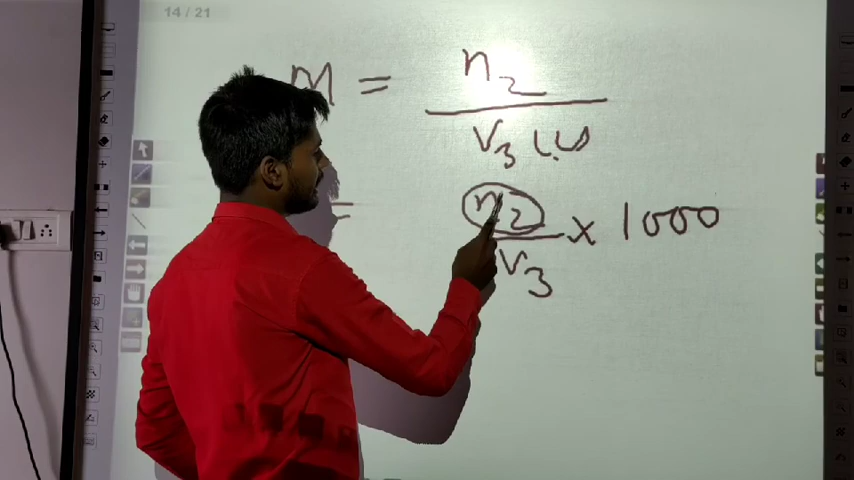 14 / 21
M = n2
V3
= n2 × 1000
V3